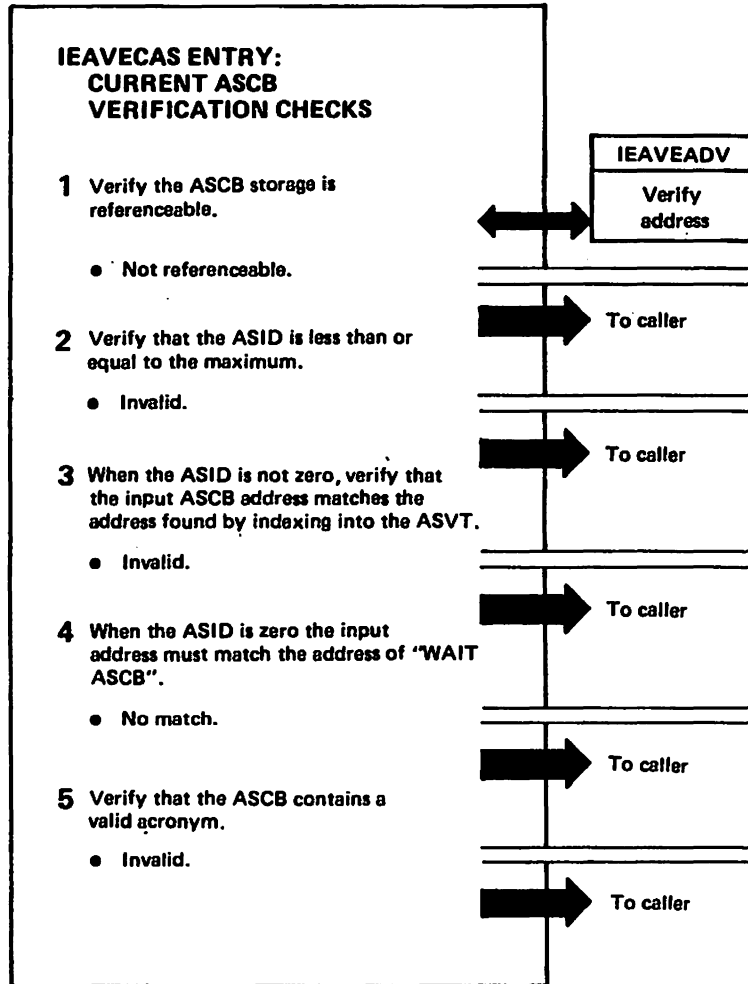 IEAVECAS ENTRY:
CURRENT ASCB
VERIFICATION CHECKS
IEAVEADV
Verify
address
1 Verify the ASCB storage is
referenceable.
• Not referenceable.
To caller
2 Verify that the ASID is less than or
equal to the maximum.
• Invalid.
To caller
3 When the ASID is not zero, verify that
the input ASCB address matches the
address found by indexing into the ASVT.
• Invalid.
To caller
4 When the ASID is zero the input
address must match the address of "WAIT
ASCB".
• No match.
To caller
5 Verify that the ASCB contains a
valid acronym.
• Invalid.
To caller